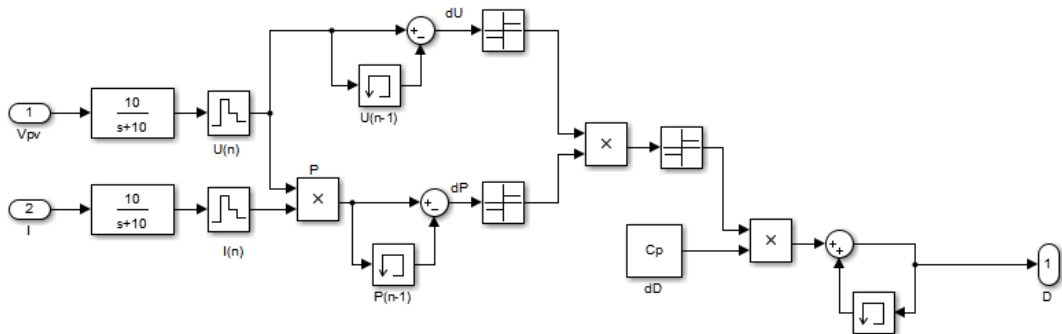 dU
1
Vpv
10
s+10
U(n)
+
−
U(n-1)
2
I
10
s+10
I(n)
P
×
dP
+
−
P(n-1)
×
Cp
dD
×
+
+
1
D